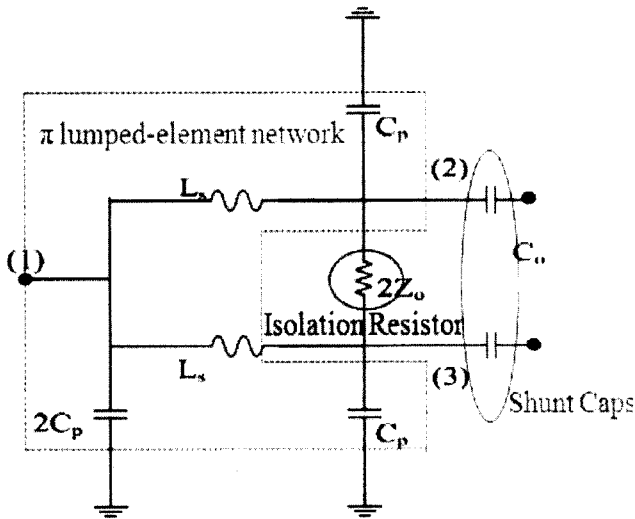 C_p
π lumped-element network
(2)
L_s
(1)
C_o
2Z_o
Isolation Resistor
L_s
(3)
Shunt Caps
2C_p
C_p